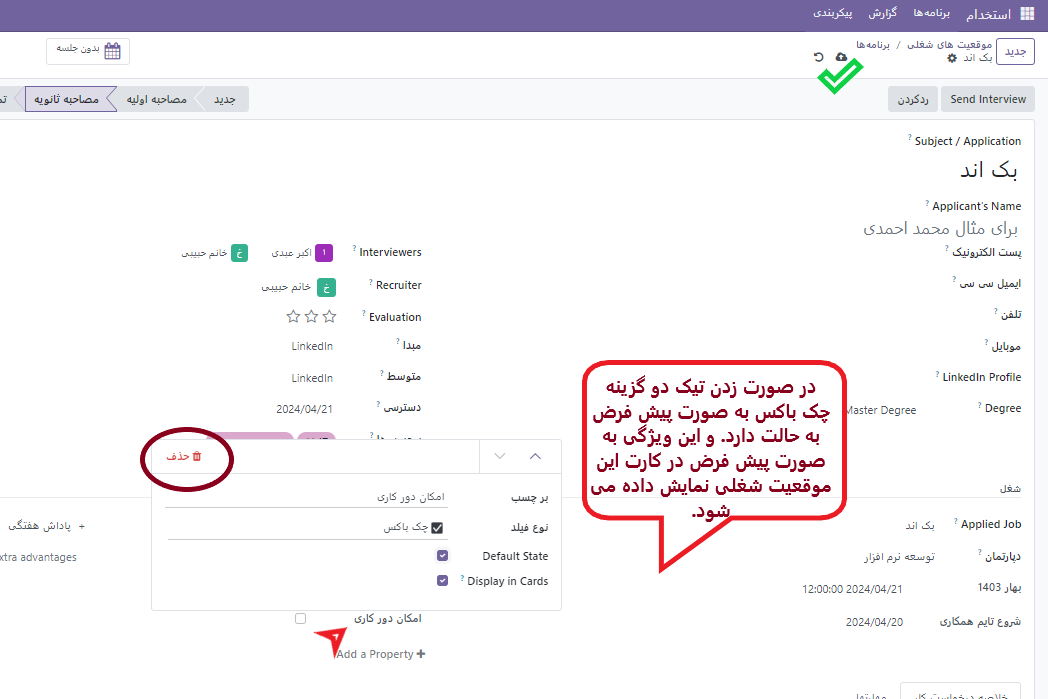 استخدام برنامه‌ها گزارش پیکربندی
جدید
موقعیت های شغلی / برنامه‌ها
بک اند
بدون جلسه
Send Interview ردکردن
جدید مصاحبه اولیه مصاحبه ثانویه
Subject / Application ?
بک اند
Applicant's Name ?
برای مثال محمد احمدی
پست الکترونیک ?
ایمیل سی سی ?
تلفن ?
موبایل ?
LinkedIn Profile ?
Degree ? Master Degree
Interviewers ? ا اکبر عبدی خ خانم حبیبی
Recruiter ? خ خانم حبیبی
Evaluation ?
مبدا ? LinkedIn
متوسط ? LinkedIn
دسترسی ? 2024/04/21
در صورت زدن تیک دو گزینه
چک باکس به صورت پیش فرض
به حالت دارد. و این ویژگی به
صورت پیش فرض در کارت این
موقعیت شغلی نمایش داده می
شود.
حذف
بر چسب امکان دور کاری
نوع فیلد چک باکس
Default State
Display in Cards ?
شغل
Applied Job ? بک اند
دپارتمان ? توسعه نرم افزار
بهار 1403 2024/04/21 12:00:00
شروع تایم همکاری 2024/04/20
+ پاداش هفتگی
xtra advantages
امکان دور کاری
Add a Property +
خلاصه درخواست کار مهارتها